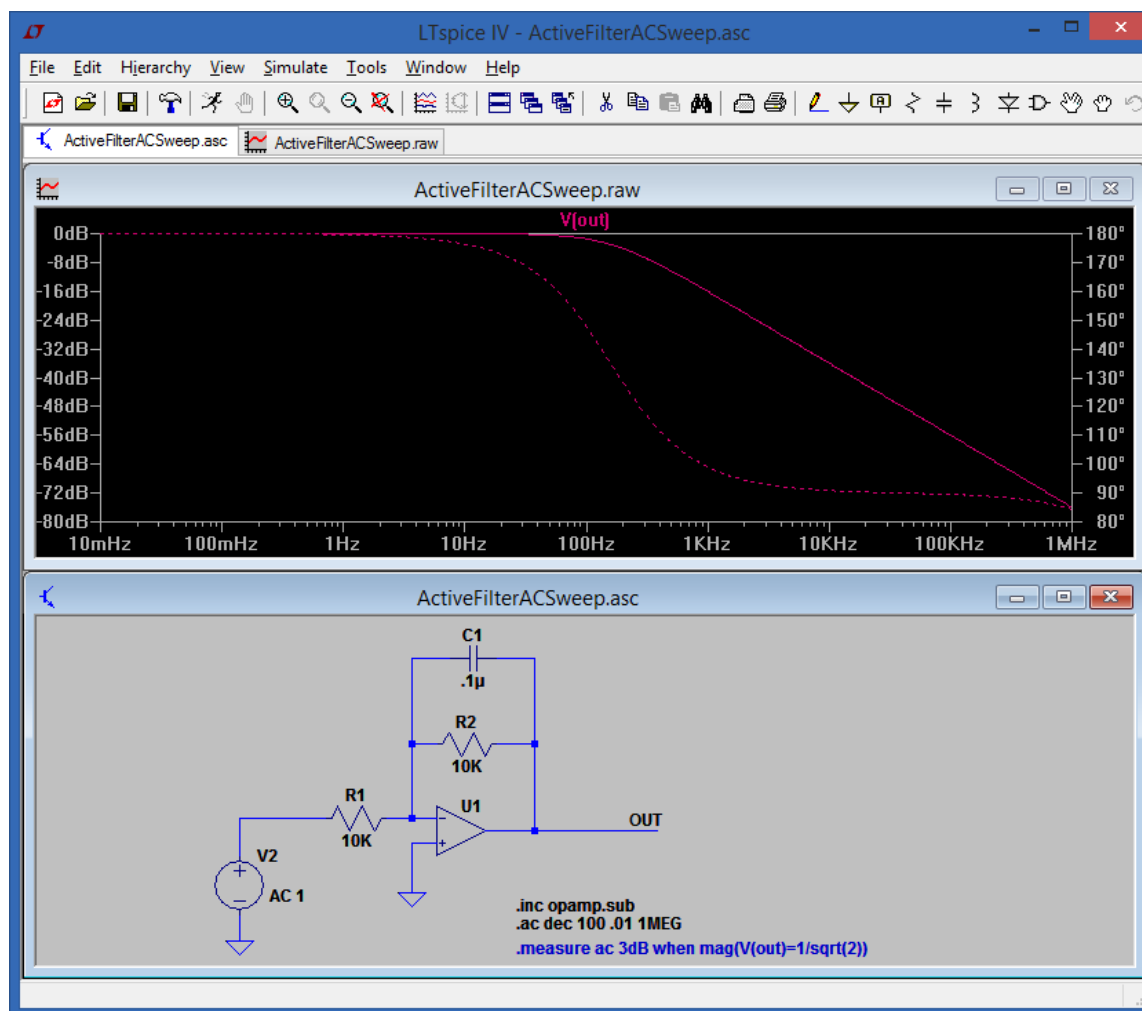 LTspice IV - ActiveFilterACSweep.asc
File Edit Hierarchy View Simulate Tools Window Help
ActiveFilterACSweep.asc ActiveFilterACSweep.raw
ActiveFilterACSweep.raw
V(out)
0dB 180°
-8dB 170°
-16dB 160°
-24dB 150°
-32dB 140°
-40dB 130°
-48dB 120°
-56dB 110°
-64dB 100°
-72dB 90°
-80dB 80°
10mHz 100mHz 1Hz 10Hz 100Hz 1KHz 10KHz 100KHz 1MHz
ActiveFilterACSweep.asc
C1
.1µ
R2
10K
R1
10K
U1
OUT
V2
AC 1
.inc opamp.sub
.ac dec 100 .01 1MEG
.measure ac 3dB when mag(V(out)=1/sqrt(2))